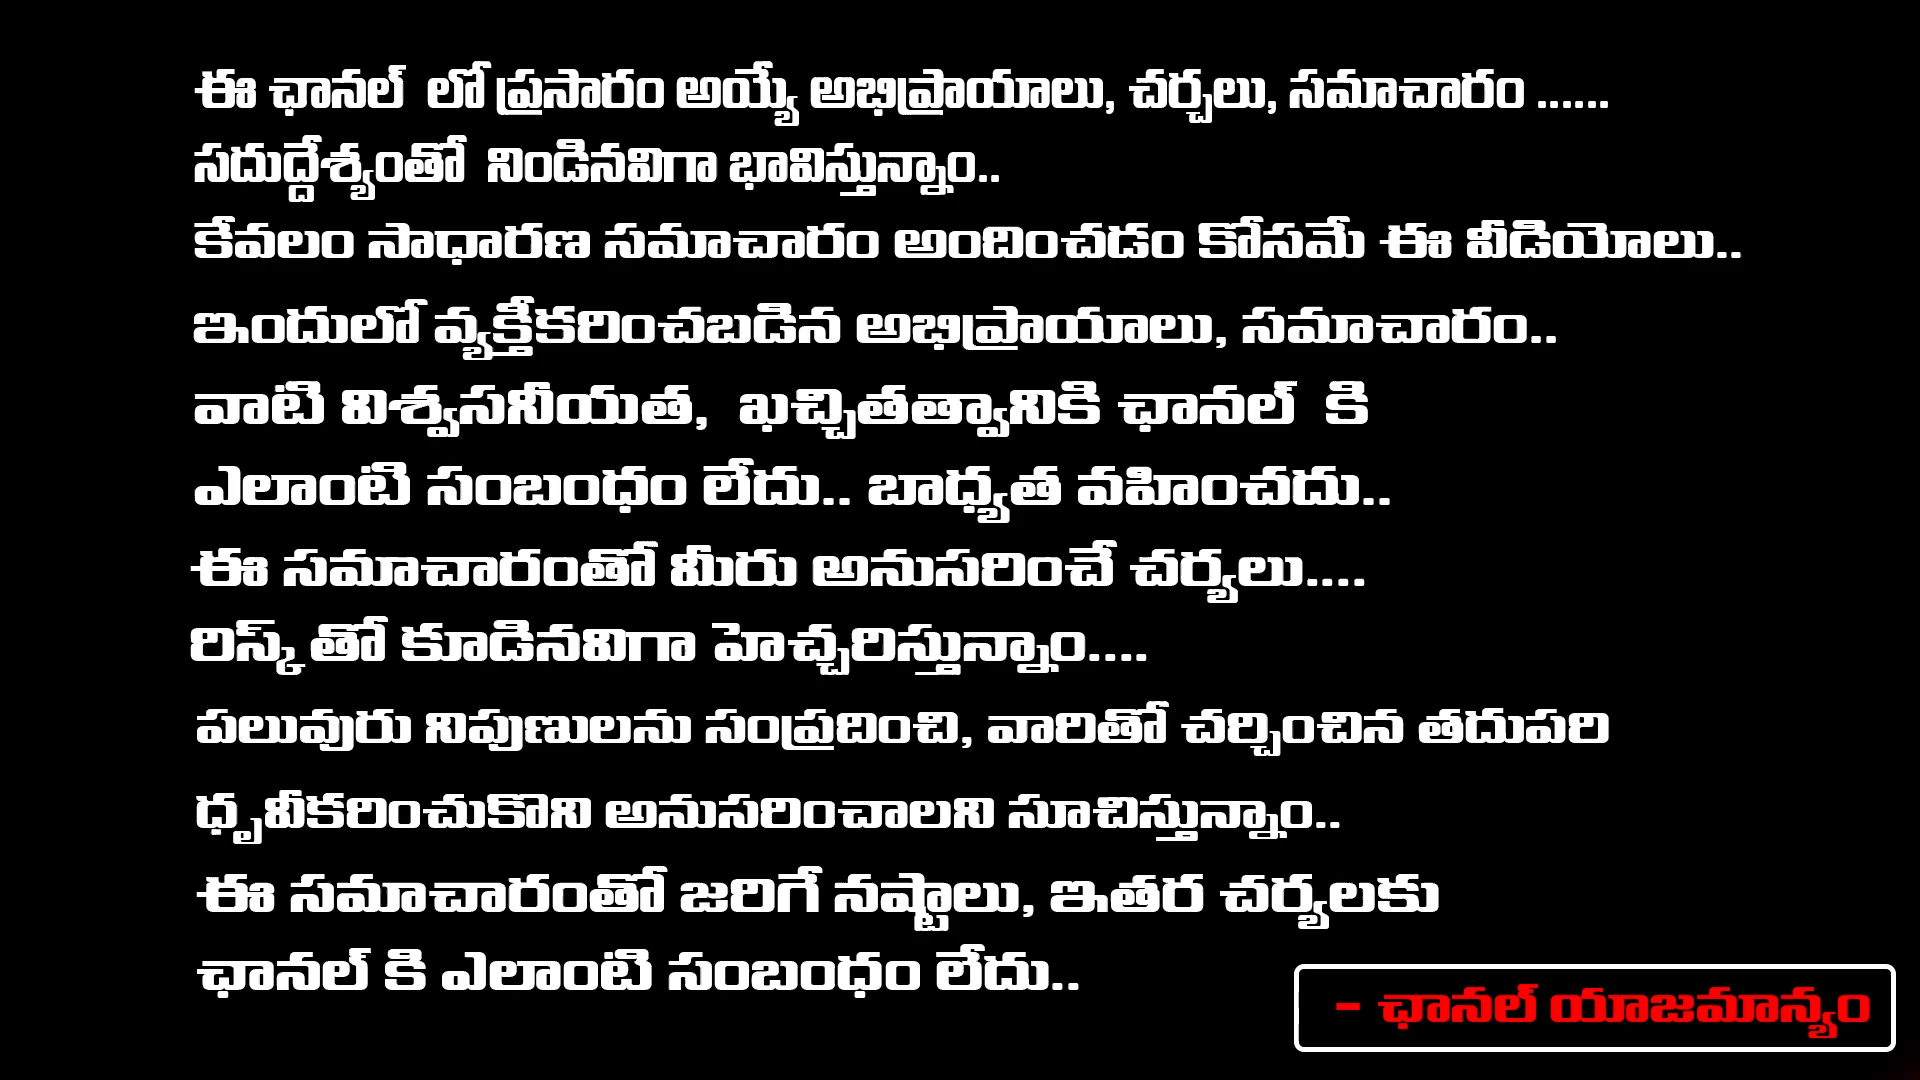 ఈ ఛానల్ లో ప్రసారం అయ్యే అభిప్రాయాలు, చర్చలు, సమాచారం ......
సదుద్దేశ్యంతో నిండినవిగా భావిస్తున్నాం..
కేవలం సాధారణ సమాచారం అందించడం కోసమే ఈ వీడియోలు..
ఇందులో వ్యక్తీకరించబడిన అభిప్రాయాలు, సమాచారం..
వాటి విశ్వసనీయత, ఖచ్చితత్వానికి ఛానల్ కి
ఎలాంటి సంబంధం లేదు.. బాధ్యత వహించదు..
ఈ సమాచారంతో మీరు అనుసరించే చర్యలు....
రిస్క్ తో కూడినవిగా హెచ్చరిస్తున్నాం....
పలువురు నిపుణులను సంప్రదించి, వారితో చర్చించిన తదుపరి
ధృవీకరించుకొని అనుసరించాలని సూచిస్తున్నాం..
ఈ సమాచారంతో జరిగే నష్టాలు, ఇతర చర్యలకు
ఛానల్ కి ఎలాంటి సంబంధం లేదు..
- ఛానల్ యాజమాన్యం